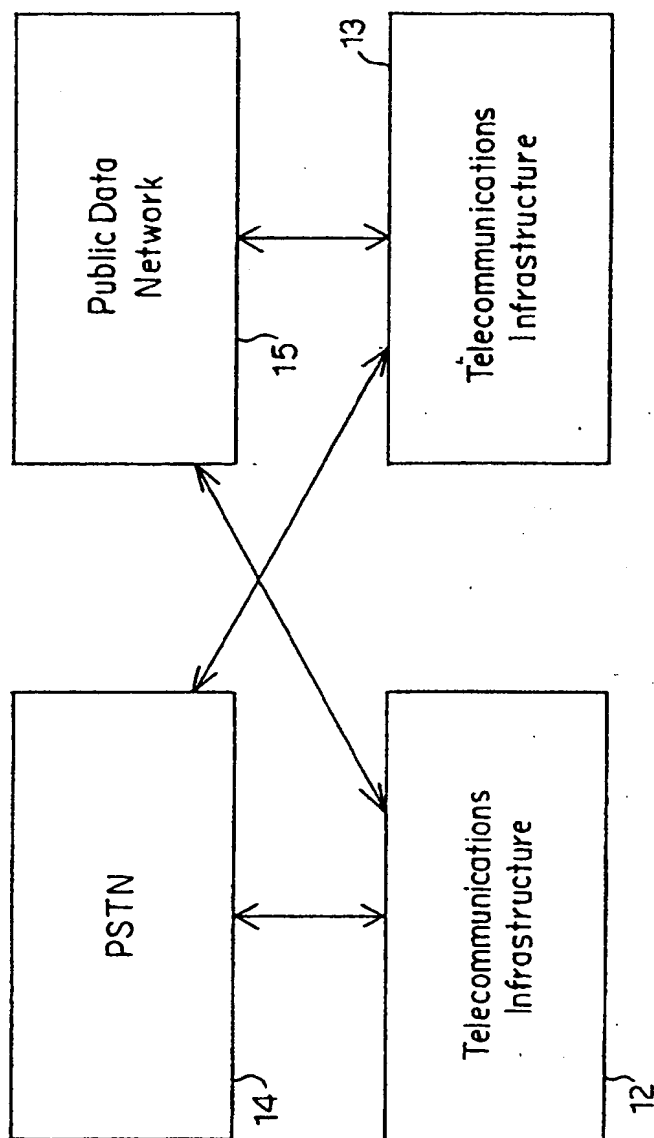 PSTN
14
Public Data
Network
15
Telecommunications
Infrastructure
12
Telecommunications
Infrastructure
13